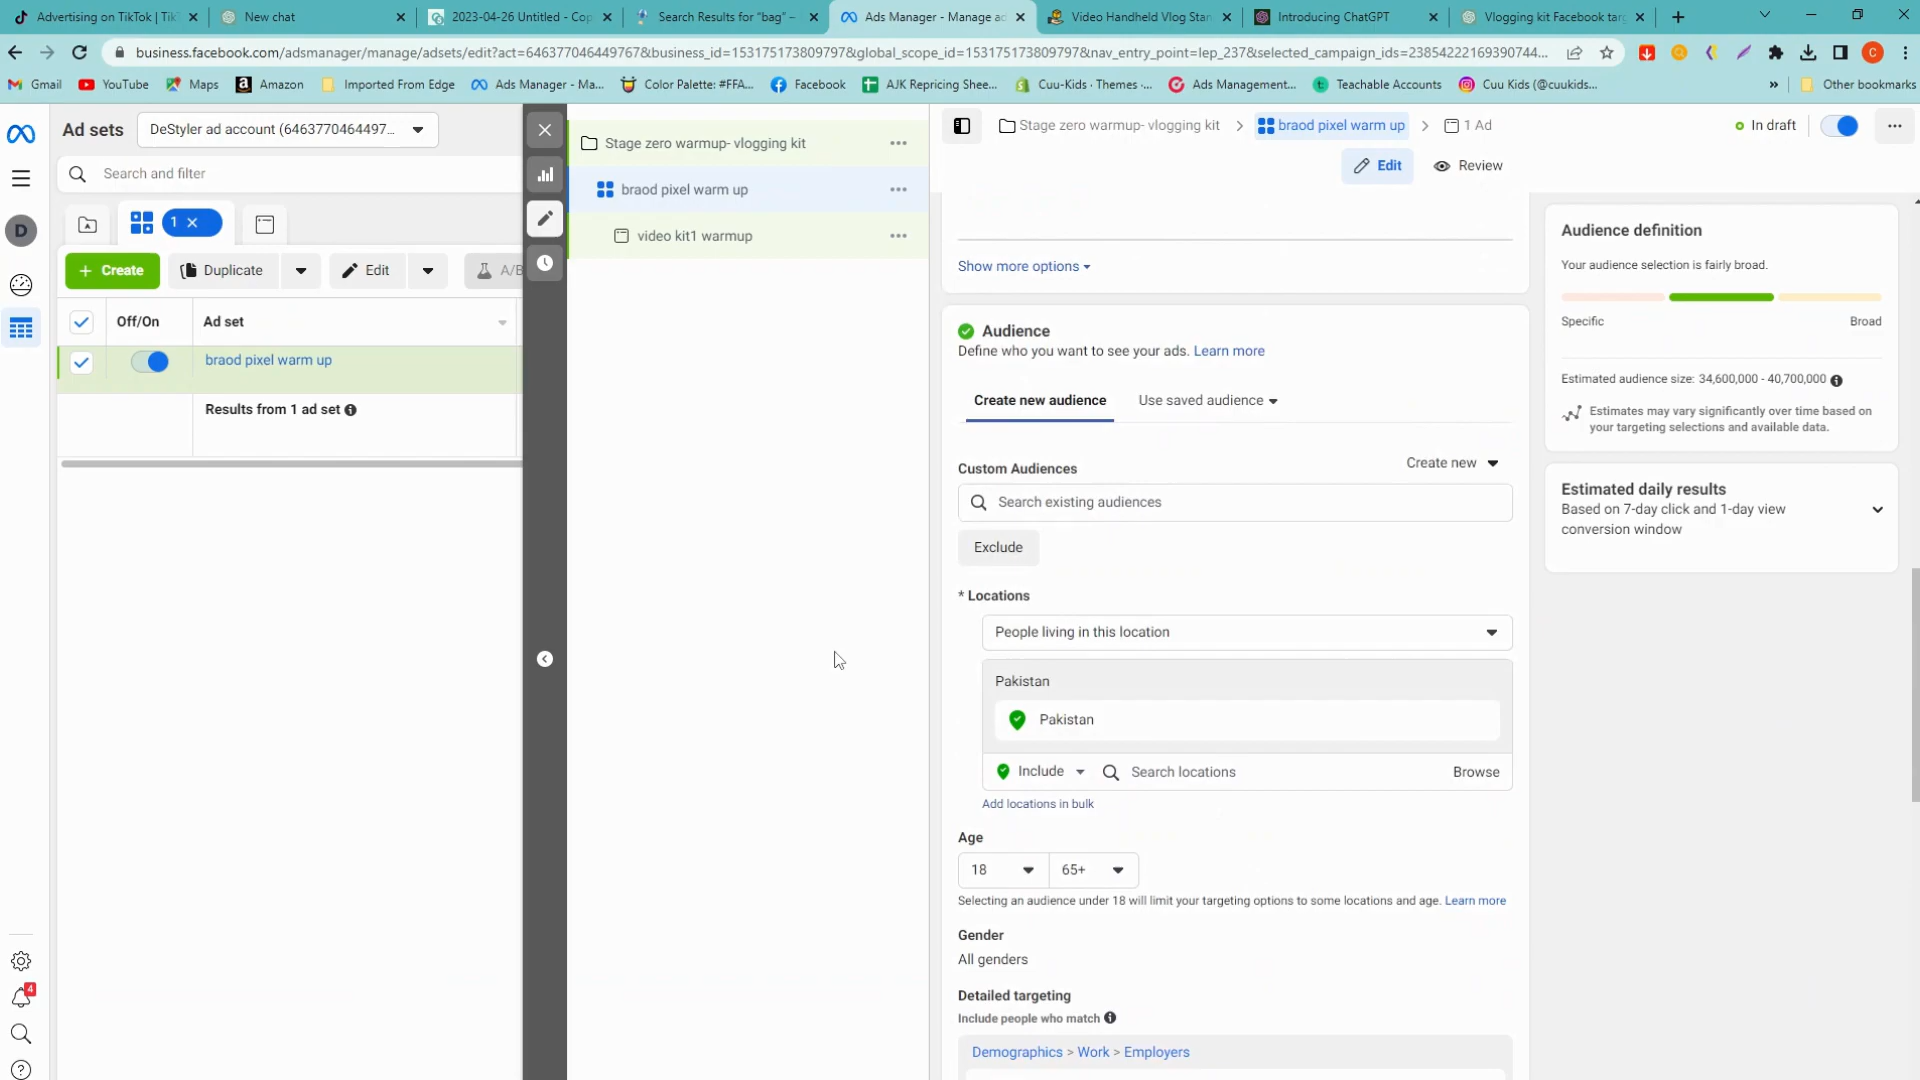 Advertising on TikTok | Tik
New chat
2023-04-26 Untitled - Cop
Search Results for "bag" –
Ads Manager - Manage ad
Video Handheld Vlog Stan
Introducing ChatGPT
Vlogging kit Facebook targ
business.facebook.com/adsmanager/manage/adsets/edit?act=646377046449767&business_id=153175173809797&global_scope_id=153175173809797&nav_entry_point=lep_237&selected_campaign_ids=23854222169390744...
C
Gmail
YouTube
Maps
Amazon
Imported From Edge
Ads Manager - Ma...
Color Palette: #FFA...
Facebook
AJK Repricing Shee...
Cuu-Kids · Themes ·...
Ads Management...
Teachable Accounts
Cuu Kids (@cuukids...
»
Other bookmarks
Ad sets
DeStyler ad account (6463770464497...
Search and filter
D
1
Create
Duplicate
Edit
A/B
Off/On
Ad set
braod pixel warm up
Results from 1 ad set
4
Stage zero warmup- vlogging kit
braod pixel warm up
video kit1 warmup
Stage zero warmup- vlogging kit
braod pixel warm up
1 Ad
In draft
Edit
Review
Show more options
Audience
Define who you want to see your ads. Learn more
Create new audience
Use saved audience
Custom Audiences
Create new
Search existing audiences
Exclude
* Locations
People living in this location
Pakistan
Pakistan
Include
Search locations
Browse
Add locations in bulk
Age
18
65+
Selecting an audience under 18 will limit your targeting options to some locations and age. Learn more
Gender
All genders
Detailed targeting
Include people who match
Demographics > Work > Employers
Audience definition
Your audience selection is fairly broad.
Specific
Broad
Estimated audience size: 34,600,000 - 40,700,000
Estimates may vary significantly over time based on
your targeting selections and available data.
Estimated daily results
Based on 7-day click and 1-day view
conversion window